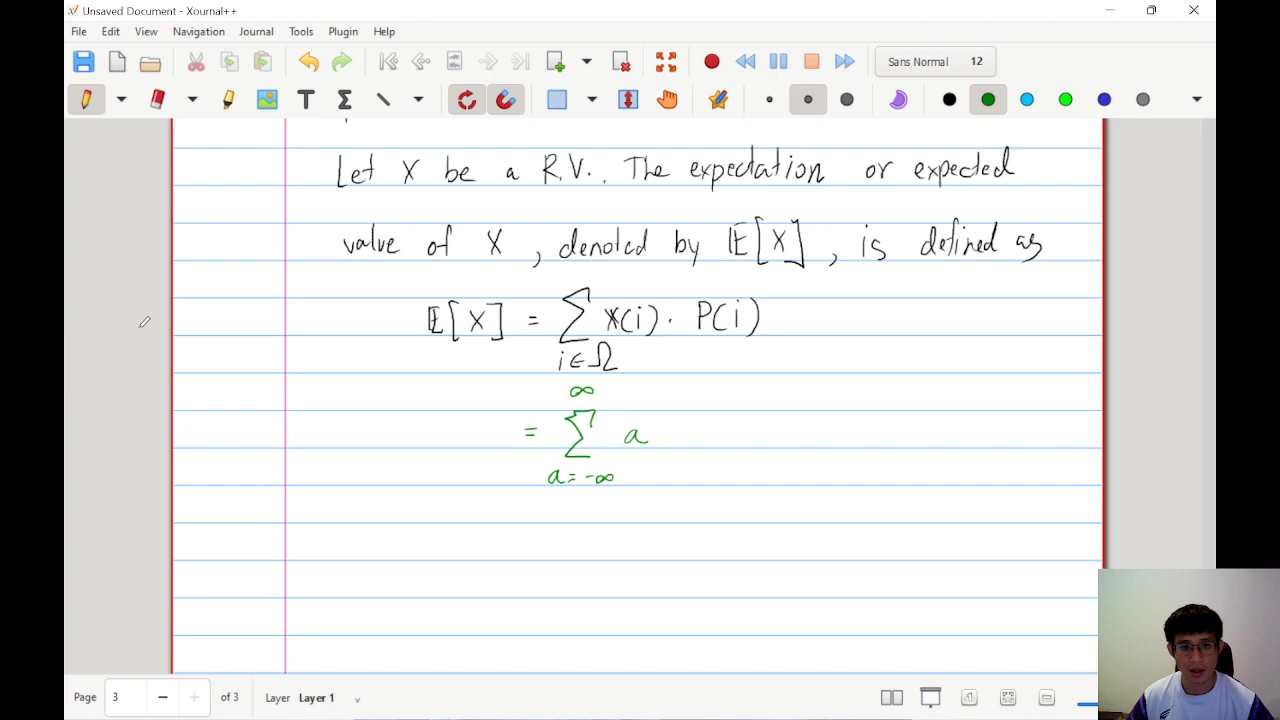 Unsaved Document - Xournal++
File Edit View Navigation Journal Tools Plugin Help
Sans Normal 12
Let X be a R.V.. The expectation or expected
value of X, denoted by 𝔼[X], is defined as
𝔼[X] = ∑ X(i) · P(i)
i ∈ Ω
∞
= ∑ a
a = -∞
Page 3 of 3 Layer Layer 1